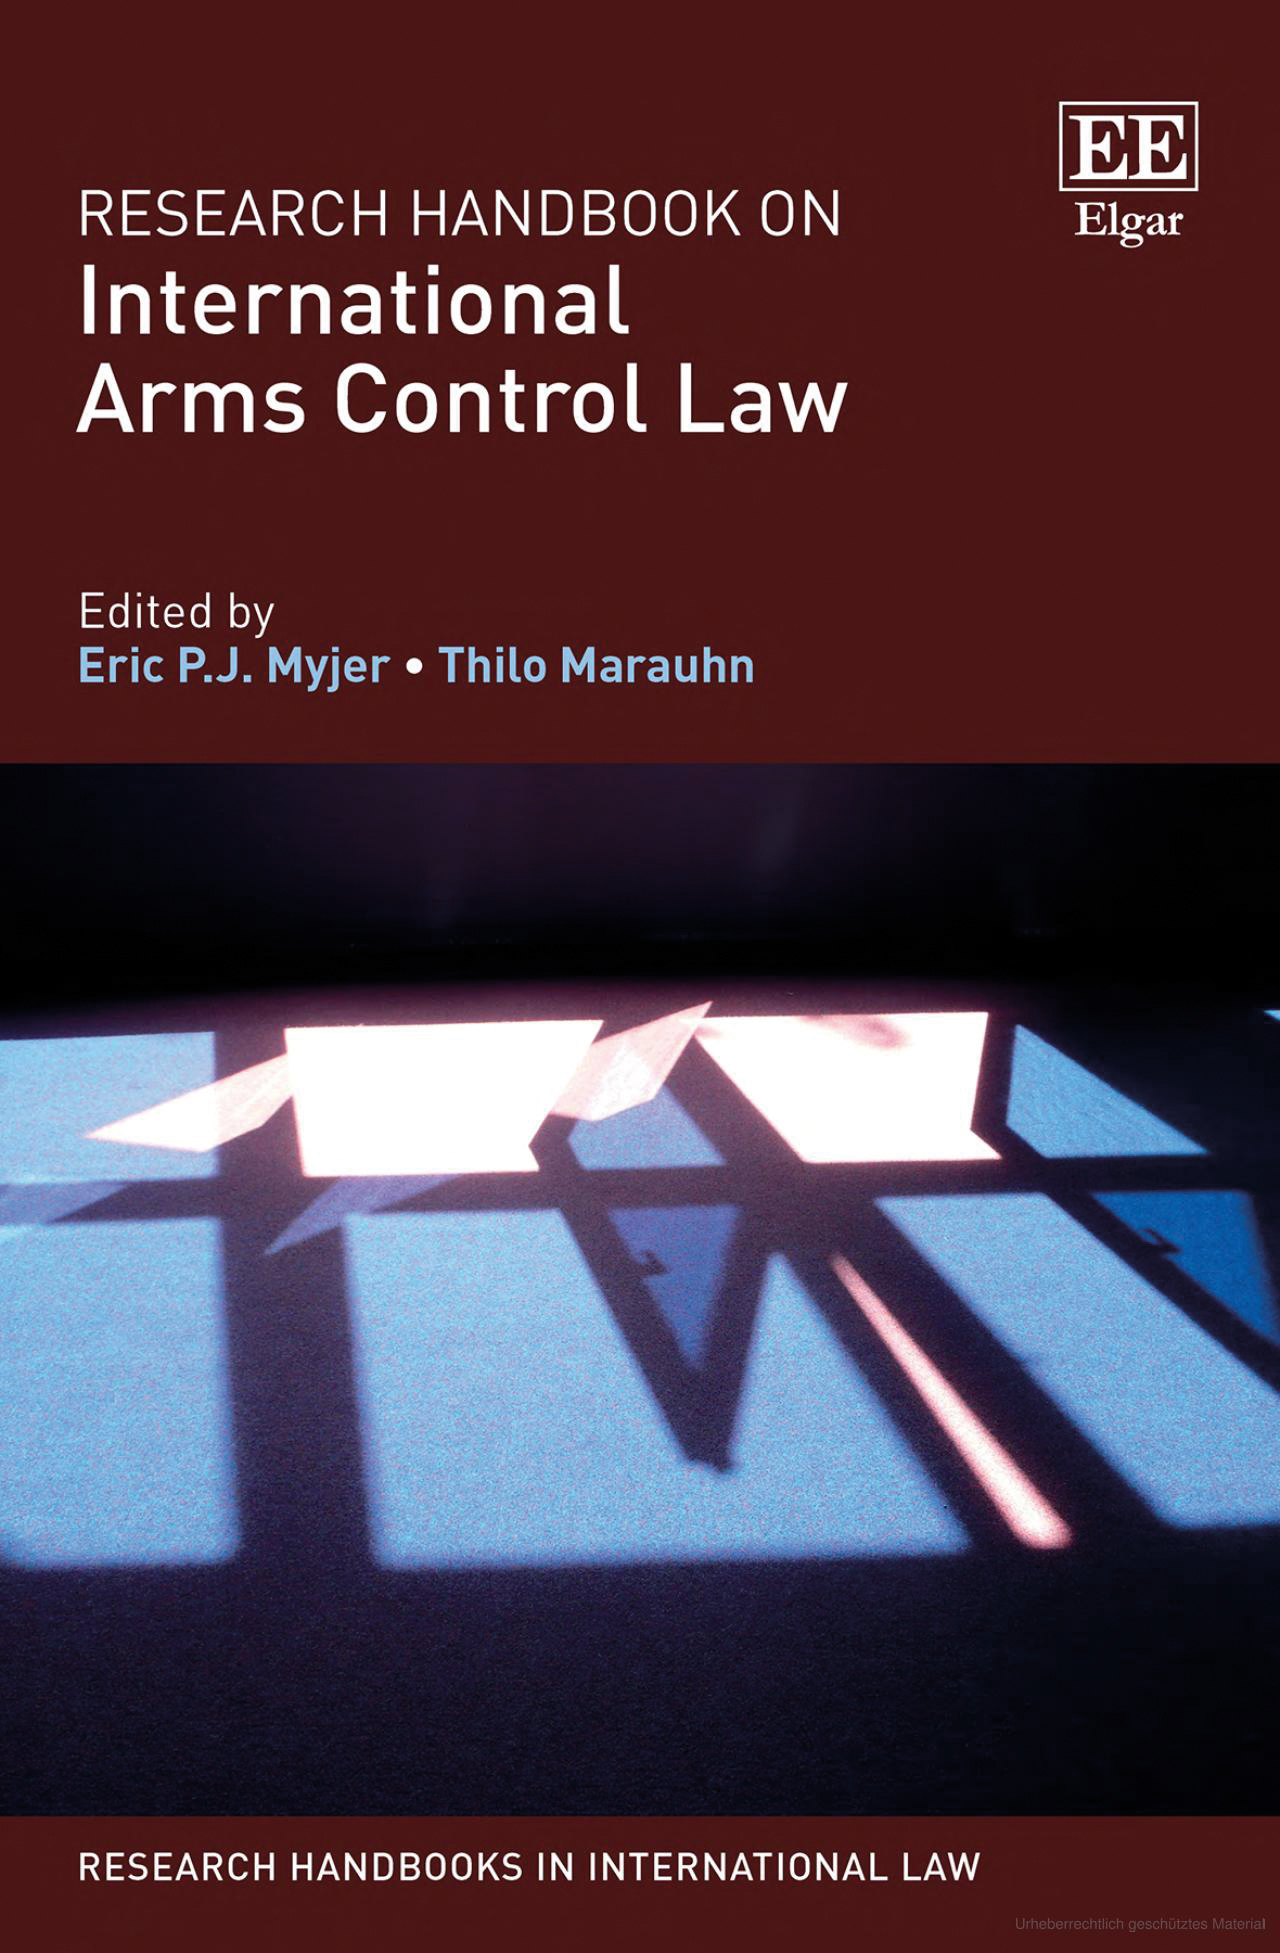 EE
Elgar
RESEARCH HANDBOOK ON
International
Arms Control Law
Edited by
Eric P.J. Myjer • Thilo Marauhn
RESEARCH HANDBOOKS IN INTERNATIONAL LAW
Urheberrechtlich geschütztes Material